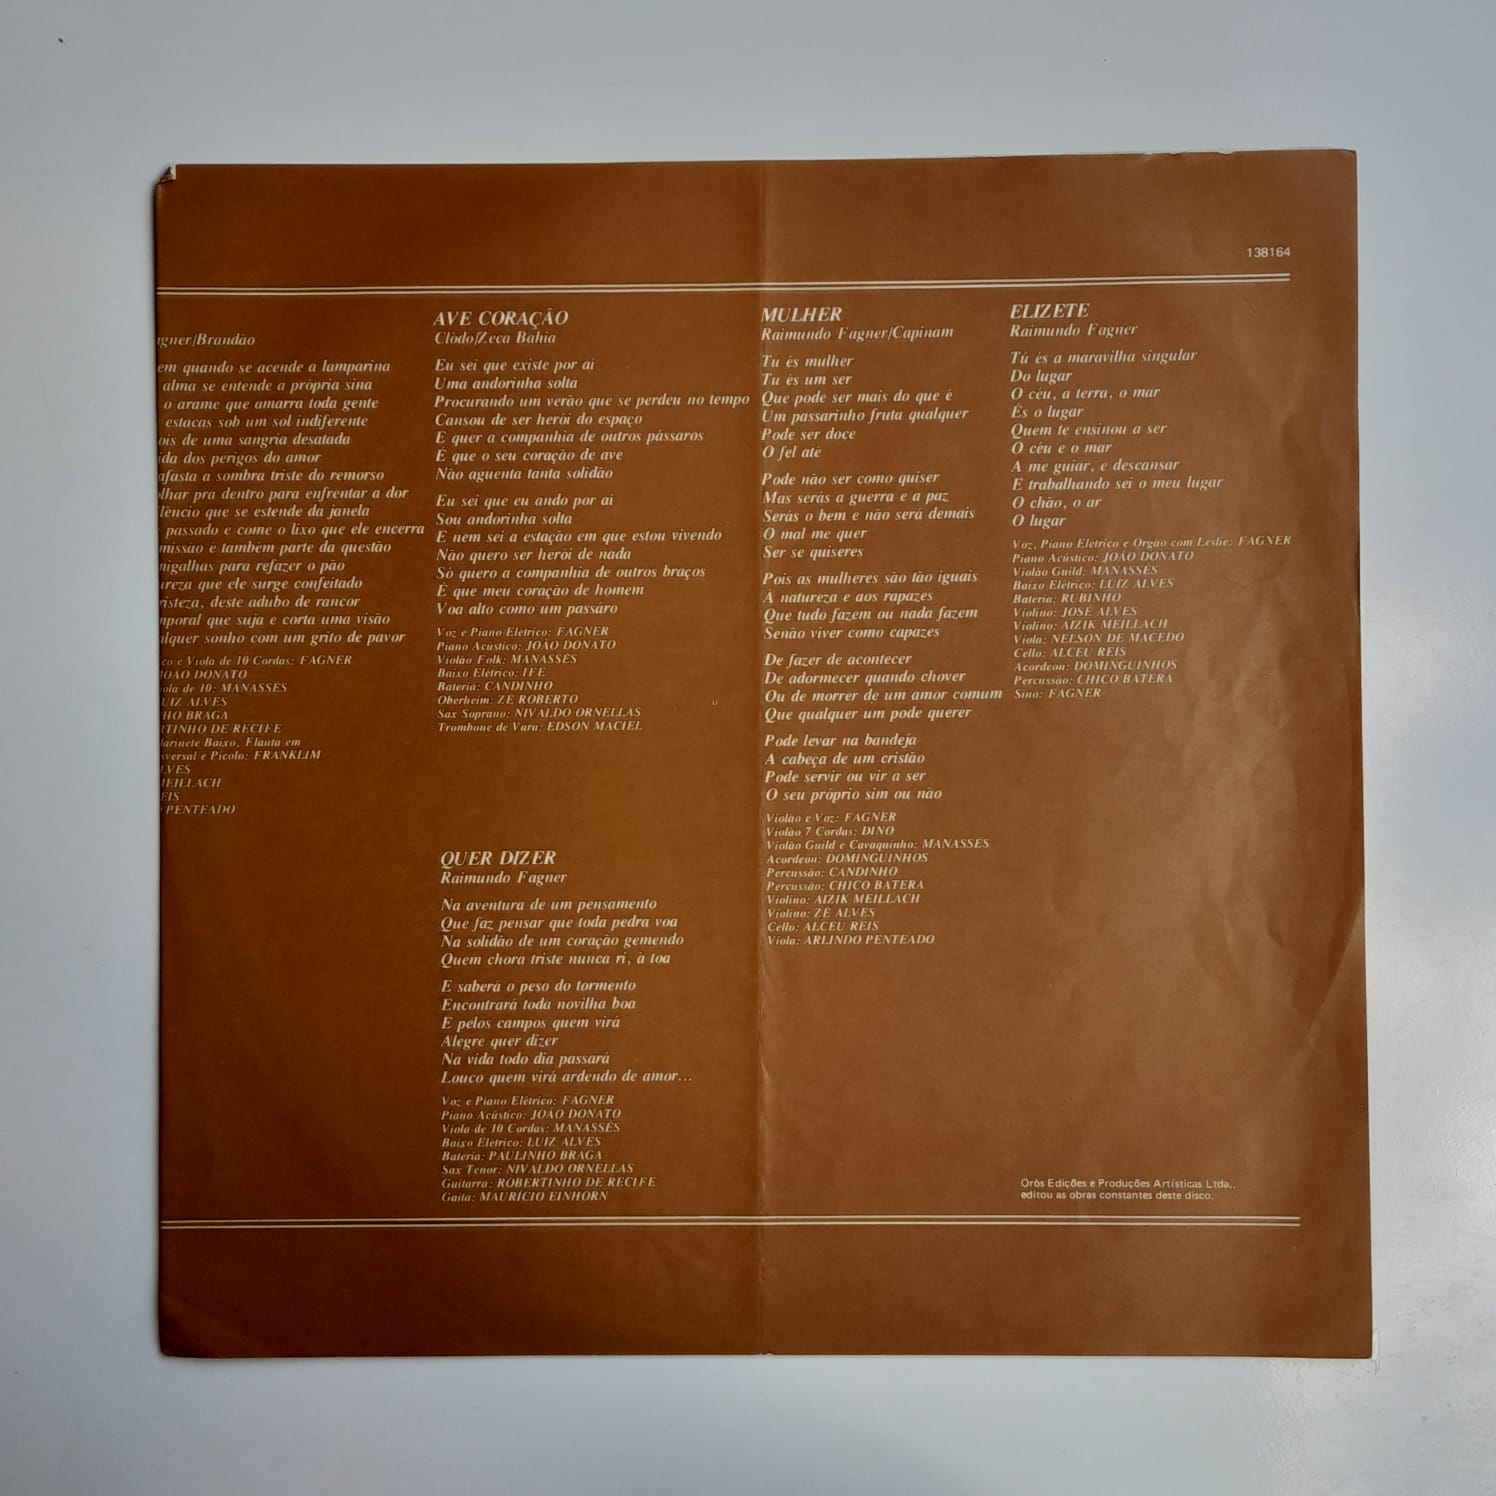 138164
gner/Brandão
em quando se acende a lamparina
alma se entende a própria sina
o arame que amarra toda gente
estacas sob um sol indiferente
ois de uma sangria desatada
ida dos perigos do amor
afasta a sombra triste do remorso
lhar pra dentro para enfrentar a dor
lêncio que se estende da janela
passado e come o lixo que ele encerra
missão é também parte da questão
migalhas para refazer o pão
ureza que ele surge confeitado
risteza, deste adubo de rancor
mporal que suja e corta uma visão
alquer sonho com um grito de pavor
co e Viola de 10 Cordas: FAGNER
JOÃO DONATO
iola de 10: MANASSÉS
UIZ ALVES
HO BRAGA
RTINHO DE RECIFE
larinete Baixo, Flauta em
sversal e Picolo: FRANKLIM
LVES
MEILLACH
EIS
PENTEADO
AVE CORAÇÃO
Clôdo/Zeca Bahia
Eu sei que existe por aí
Uma andorinha solta
Procurando um verão que se perdeu no tempo
Cansou de ser herói do espaço
E quer a companhia de outros pássaros
É que o seu coração de ave
Não aguenta tanta solidão
Eu sei que eu ando por aí
Sou andorinha solta
E nem sei a estação em que estou vivendo
Não quero ser herói de nada
Só quero a companhia de outros braços
É que meu coração de homem
Voa alto como um passáro
Voz e Piano Elétrico: FAGNER
Piano Acustico: JOÃO DONATO
Violão Folk: MANASSÉS
Baixo Elétrico: IFE
Bateria: CANDINHO
Oberheim: ZÉ ROBERTO
Sax Soprano: NIVALDO ORNELLAS
Trombone de Vara: EDSON MACIEL
QUER DIZER
Raimundo Fagner
Na aventura de um pensamento
Que faz pensar que toda pedra voa
Na solidão de um coração gemendo
Quem chora triste nunca ri, à toa
E saberá o peso do tormento
Encontrará toda novilha boa
E pelos campos quem virá
Alegre quer dizer
Na vida todo dia passará
Louco quem virá ardendo de amor...
Voz e Piano Elétrico: FAGNER
Piano Acústico: JOÃO DONATO
Viola de 10 Cordas: MANASSÉS
Baixo Elétrico: LUIZ ALVES
Bateria: PAULINHO BRAGA
Sax Tenor: NIVALDO ORNELLAS
Guitarra: ROBERTINHO DE RECIFE
Gaita: MAURÍCIO EINHORN
MULHER
Raimundo Fagner/Capinam
Tu és mulher
Tu és um ser
Que pode ser mais do que é
Um passarinho fruta qualquer
Pode ser doce
O fel até
Pode não ser como quiser
Mas serás a guerra e a paz
Serás o bem e não será demais
O mal me quer
Ser se quiseres
Pois as mulheres são tão iguais
À natureza e aos rapazes
Que tudo fazem ou nada fazem
Senão viver como capazes
De fazer de acontecer
De adormecer quando chover
Ou de morrer de um amor comum
Que qualquer um pode querer
Pode levar na bandeja
A cabeça de um cristão
Pode servir ou vir a ser
O seu próprio sim ou não
Violão e Voz: FAGNER
Violão 7 Cordas: DINO
Violão Guild e Cavaquinho: MANASSÉS
Acordeon: DOMINGUINHOS
Percussão: CANDINHO
Percussão: CHICO BATERA
Violino: AIZIK MEILLACH
Violino: ZÉ ALVES
Cello: ALCEU REIS
Viola: ARLINDO PENTEADO
ELIZETE
Raimundo Fagner
Tú és a maravilha singular
Do lugar
O céu, a terra, o mar
És o lugar
Quem te ensinou a ser
O céu e o mar
A me guiar, e descansar
E trabalhando sei o meu lugar
O chão, o ar
O lugar
Voz, Piano Elétrico e Órgão com Leslie: FAGNER
Piano Acústico: JOÃO DONATO
Violão Guild: MANASSÉS
Baixo Elétrico: LUIZ ALVES
Bateria: RUBINHO
Violino: JOSÉ ALVES
Violino: AIZIK MEILLACH
Viola: NELSON DE MACEDO
Cello: ALCEU REIS
Acordeon: DOMINGUINHOS
Percussão: CHICO BATERA
Sino: FAGNER
Orós Edições e Produções Artísticas Ltda.,
editou as obras constantes deste disco.